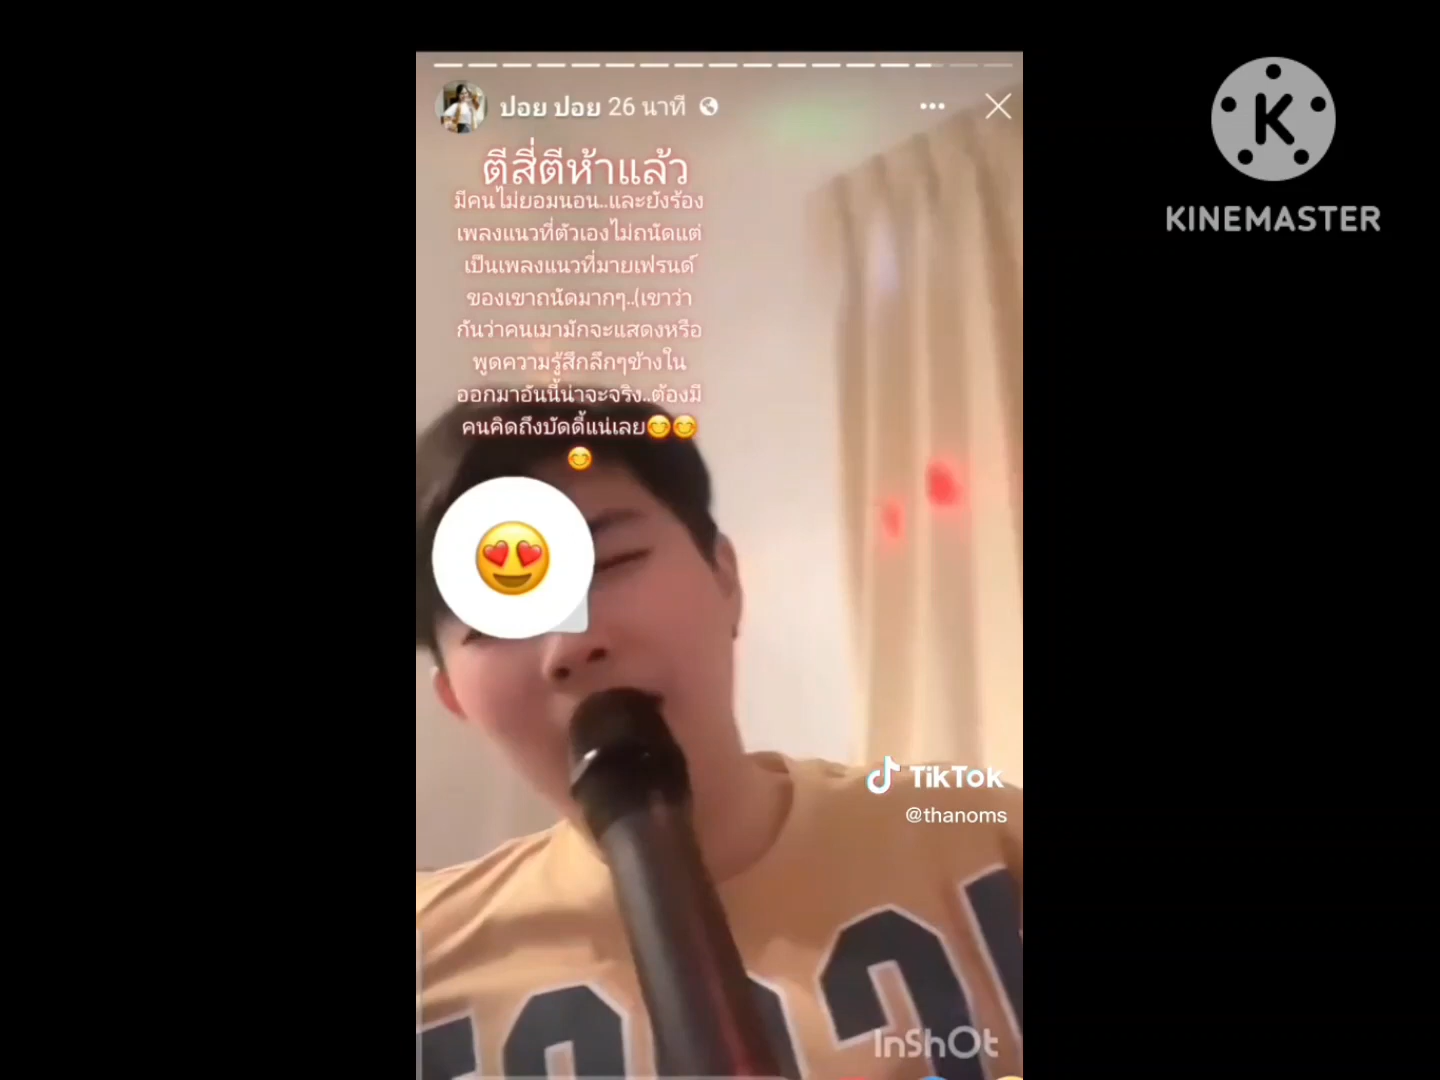 ปอย ปอย 26 นาที
KINEMASTER
ตีสี่ตีห้าแล้ว
มีคนไม่ยอมนอน..และยังร้อง
เพลงแนวที่ตัวเองไม่ถนัดแต่
เป็นเพลงแนวที่มายเฟรนด์
ของเขาถนัดมากๆ..(เขาว่า
กันว่าคนเมามักจะแสดงหรือ
พูดความรู้สึกลึกๆข้างใน
ออกมาอันนี้น่าจะจริง..ต้องมี
คนคิดถึงบัดดี้แน่เลย😊😊
😊
TikTok
@thanoms
InShOt